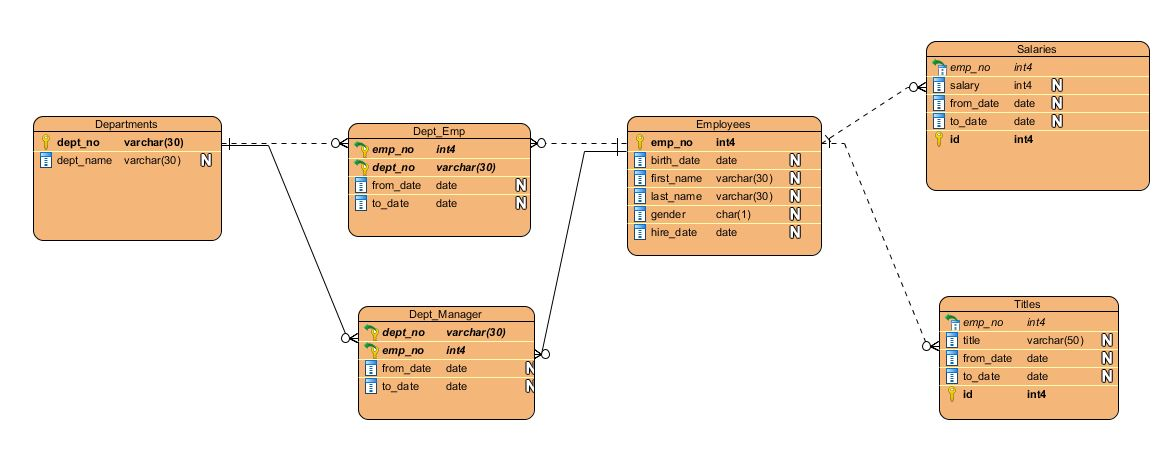 Departments
dept_no varchar(30)
dept_name varchar(30) N
Dept_Emp
emp_no int4
dept_no varchar(30)
from_date date N
to_date date N
Employees
emp_no int4
birth_date date N
first_name varchar(30) N
last_name varchar(30) N
gender char(1) N
hire_date date N
Salaries
emp_no int4
salary int4 N
from_date date N
to_date date N
id int4
Dept_Manager
dept_no varchar(30)
emp_no int4
from_date date N
to_date date N
Titles
emp_no int4
title varchar(50) N
from_date date N
to_date date N
id int4